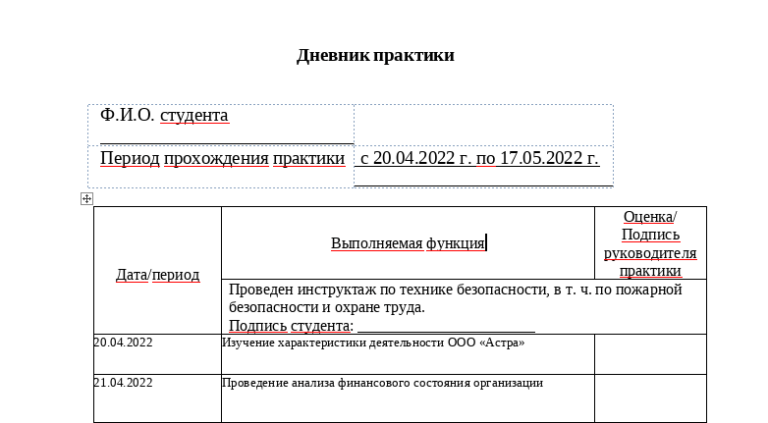 Дневник практики
Ф.И.О. студента
Период прохождения практики с 20.04.2022 г. по 17.05.2022 г.
Дата/период
Выполняемая функция
Оценка/
Подпись
руководителя
практики
Проведен инструктаж по технике безопасности, в т. ч. по пожарной
безопасности и охране труда.
Подпись студента:
20.04.2022 Изучение характеристики деятельности ООО «Астра»
21.04.2022 Проведение анализа финансового состояния организации